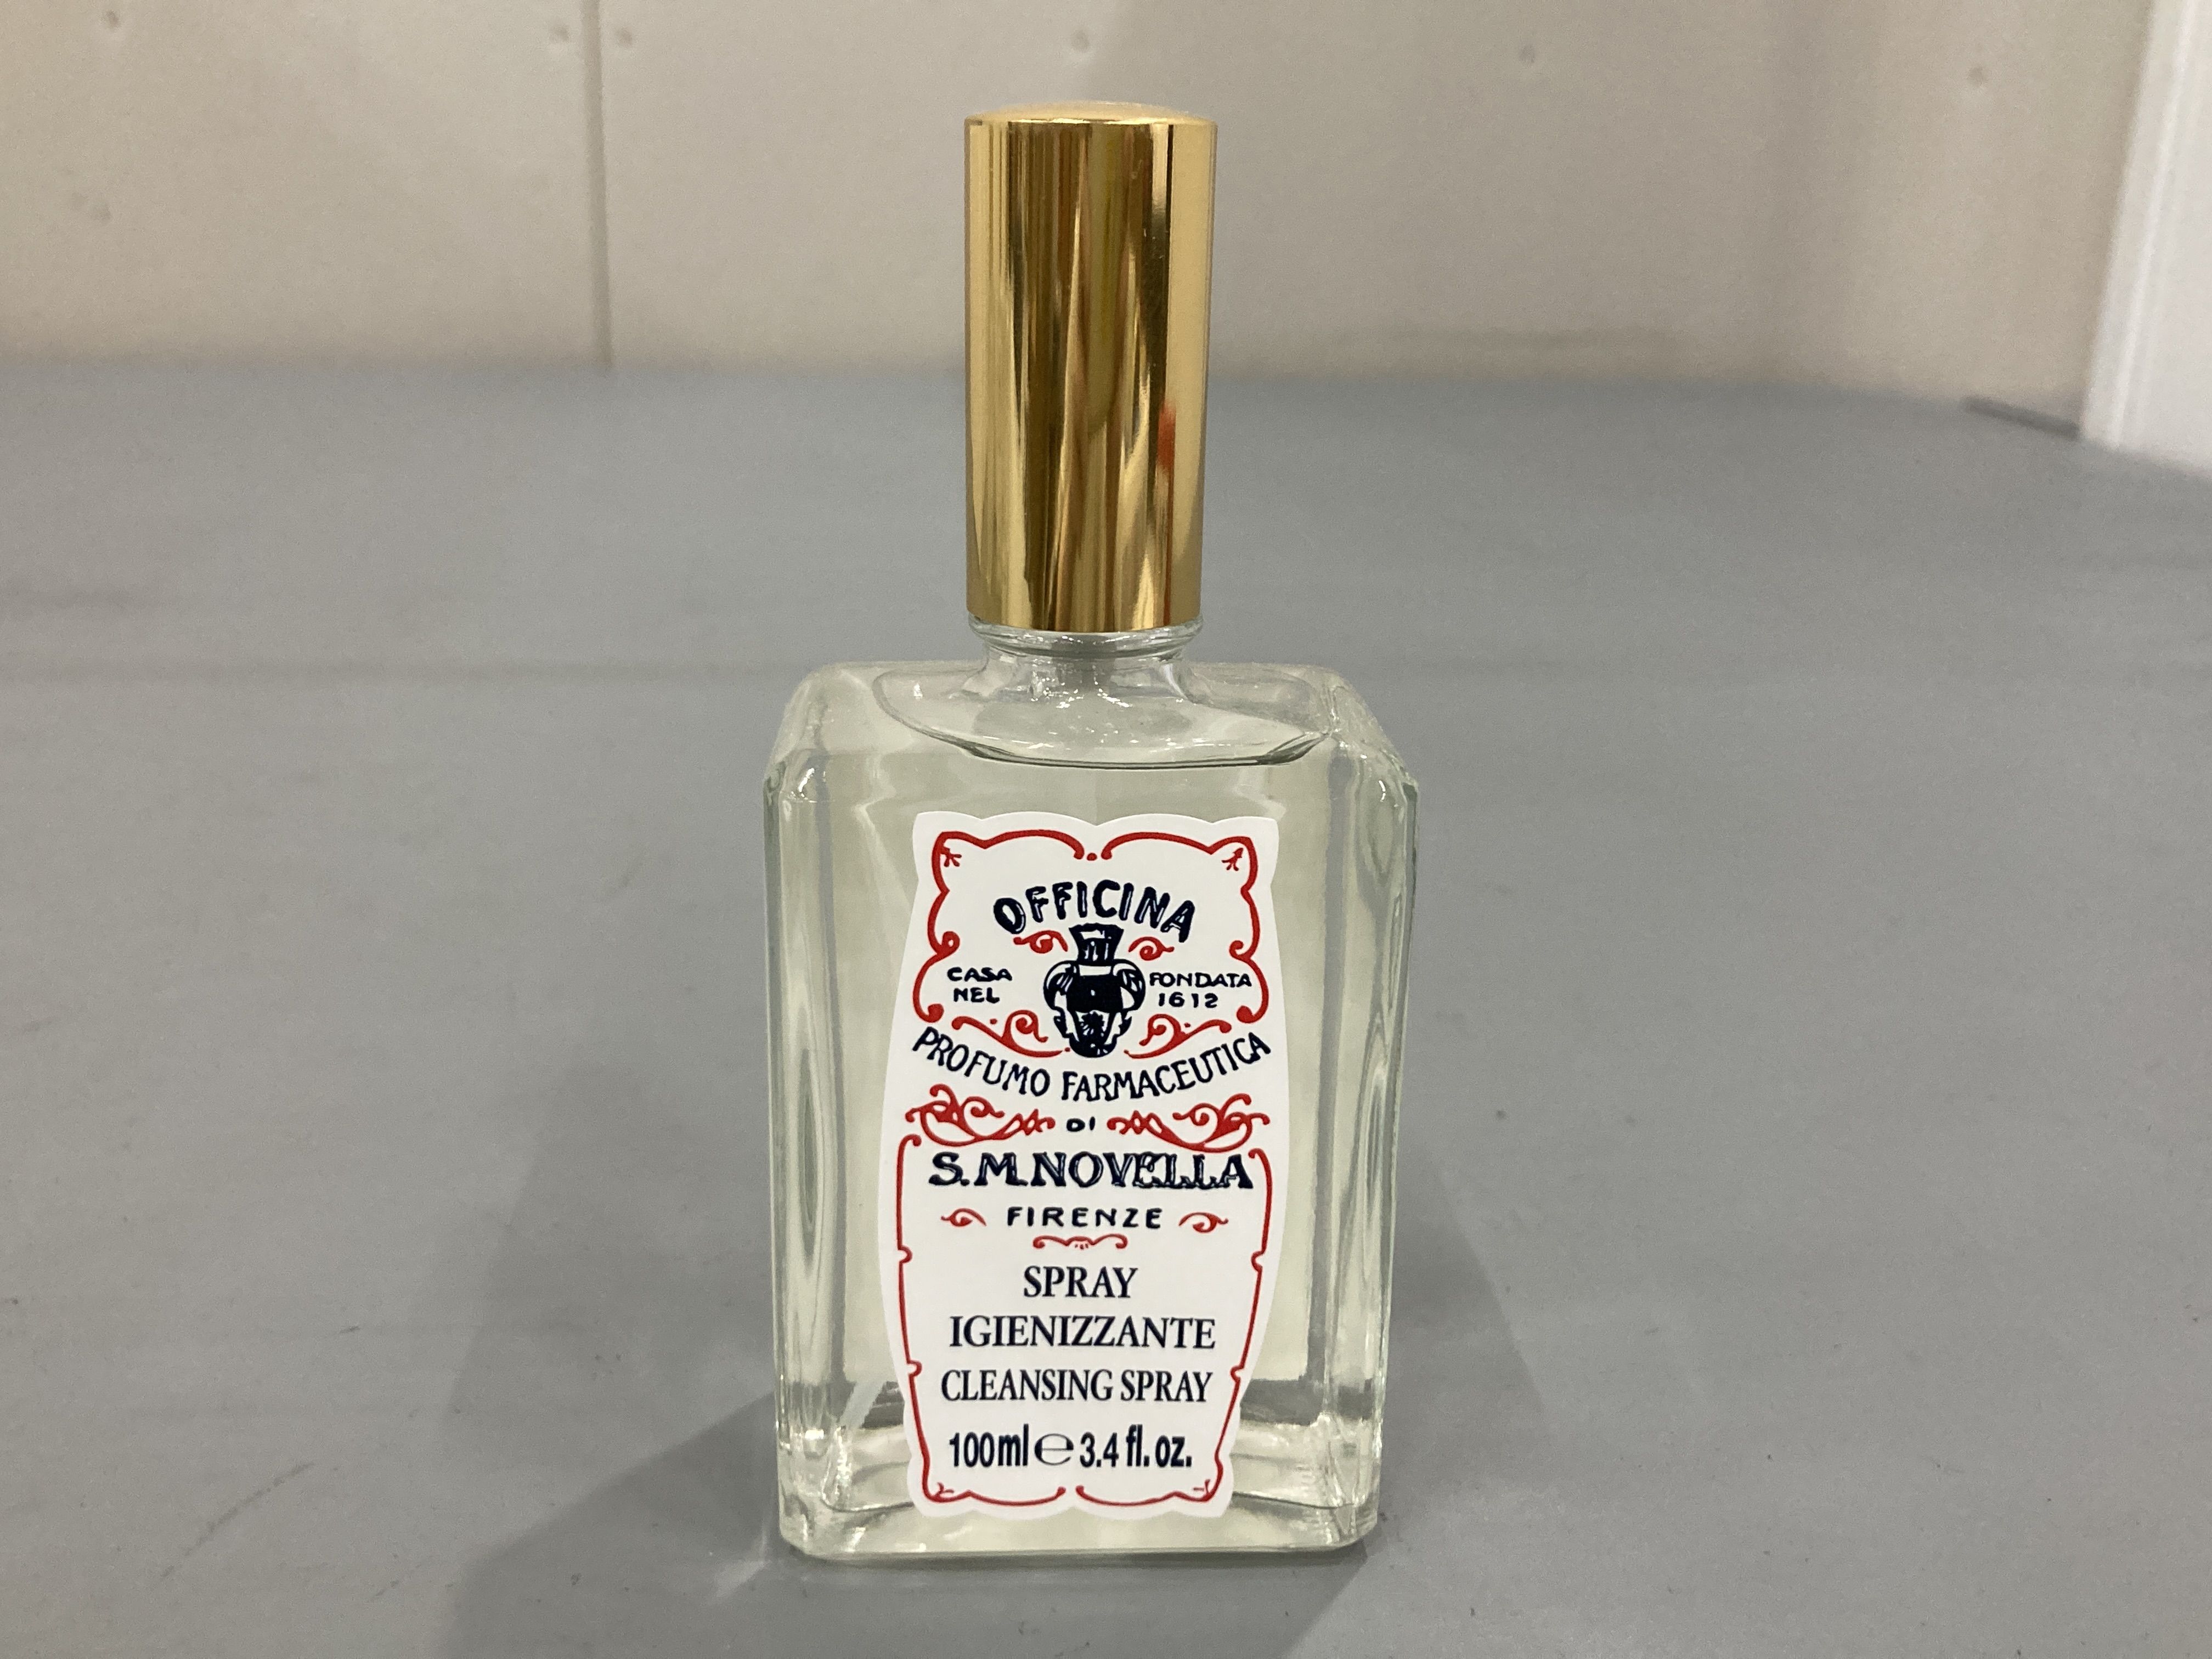 OFFICINA
CASA NEL FONDATA 1612
PROFUMO FARMACEUTICA
DI
S.M.NOVELLA
FIRENZE
SPRAY
IGIENIZZANTE
CLEANSING SPRAY
100ml ℮ 3.4 fl. oz.